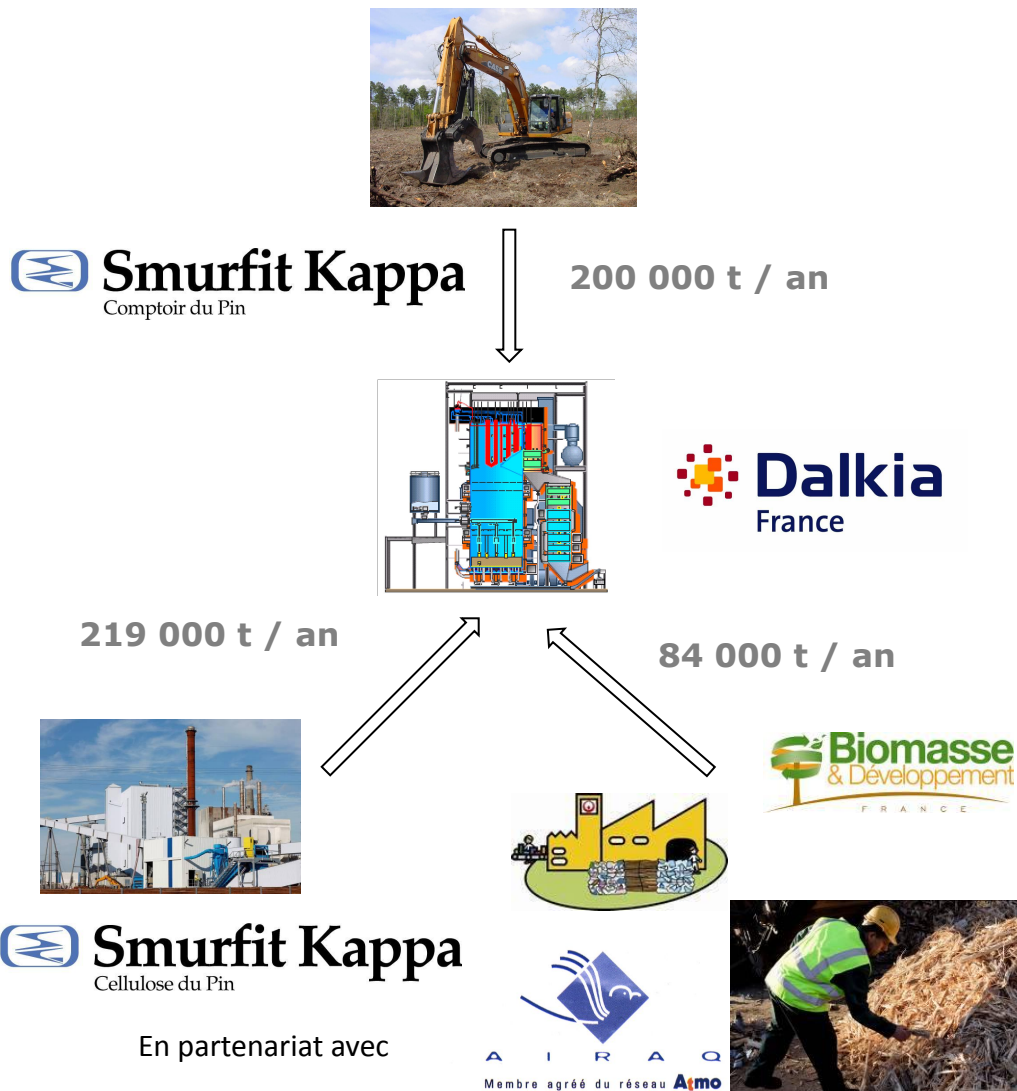 CASE
Smurfit Kappa
Comptoir du Pin
200 000 t / an
Dalkia
France
219 000 t / an
84 000 t / an
Biomasse
& Développement
FRANCE
Smurfit Kappa
Cellulose du Pin
En partenariat avec
AIRAQ
Membre agréé du réseau Atmo